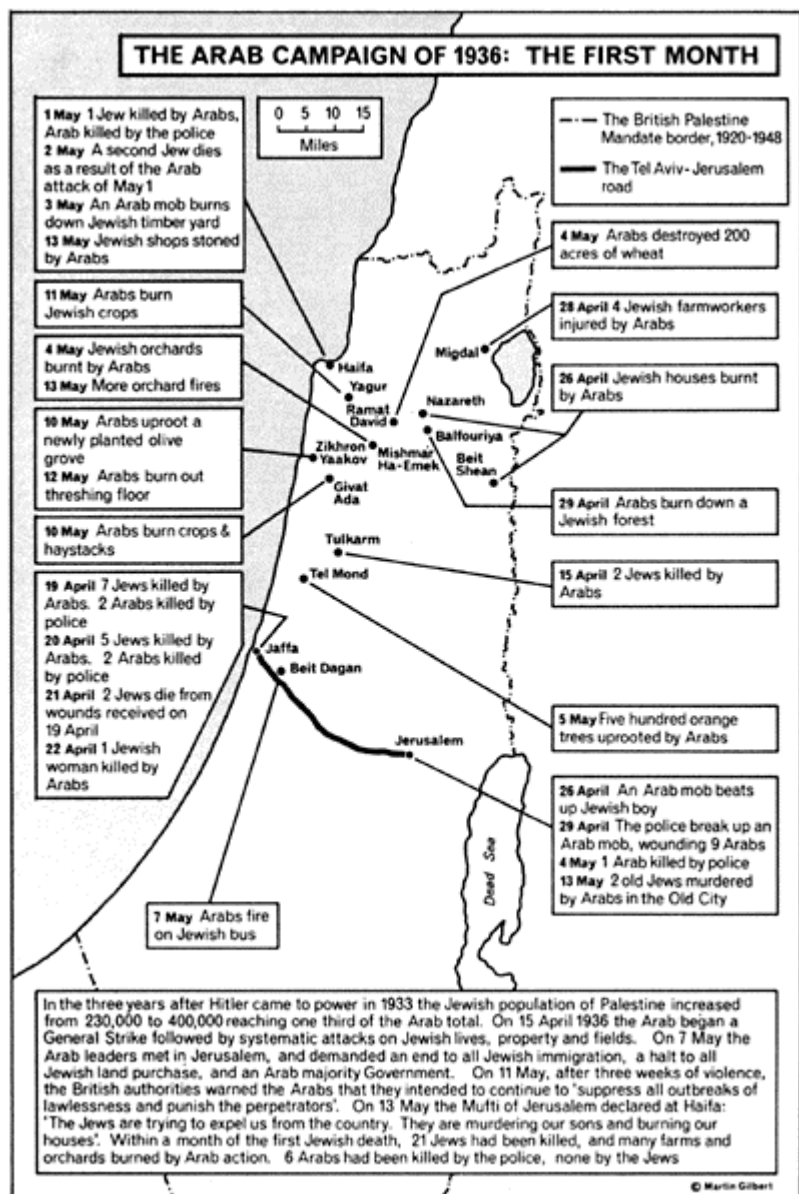 THE ARAB CAMPAIGN OF 1936: THE FIRST MONTH
1 May 1 Jew killed by Arabs,
Arab killed by the police
2 May A second Jew dies
as a result of the Arab
attack of May 1
3 May An Arab mob burns
down Jewish timber yard
13 May Jewish shops stoned
by Arabs
0 5 10 15
Miles
The British Palestine
Mandate border, 1920-1948
The Tel Aviv-Jerusalem
road
4 May Arabs destroyed 200
acres of wheat
11 May Arabs burn
Jewish crops
28 April 4 Jewish farmworkers
injured by Arabs
4 May Jewish orchards
burnt by Arabs
13 May More orchard fires
26 April Jewish houses burnt
by Arabs
10 May Arabs uproot a
newly planted olive
grove
12 May Arabs burn out
threshing floor
29 April Arabs burn down a
Jewish forest
10 May Arabs burn crops &
haystacks
15 April 2 Jews killed by
Arabs
19 April 7 Jews killed by
Arabs. 2 Arabs killed by
police
20 April 5 Jews killed by
Arabs. 2 Arabs killed
by police
21 April 2 Jews die from
wounds received on
19 April
22 April 1 Jewish
woman killed by
Arabs
5 May Five hundred orange
trees uprooted by Arabs
26 April An Arab mob beats
up Jewish boy
29 April The police break up an
Arab mob, wounding 9 Arabs
4 May 1 Arab killed by police
13 May 2 old Jews murdered
by Arabs in the Old City
7 May Arabs fire
on Jewish bus
Migdal
Haifa
Yagur
Ramat
David
Nazareth
Balfouriya
Zikhron
Yaakov
Mishmar
Ha-Emek
Beit
Shean
Givat
Ada
Tulkarm
Tel Mond
Jaffa
Beit Dagan
Jerusalem
Dead Sea
In the three years after Hitler came to power in 1933 the Jewish population of Palestine increased
from 230,000 to 400,000 reaching one third of the Arab total. On 15 April 1936 the Arab began a
General Strike followed by systematic attacks on Jewish lives, property and fields. On 7 May the
Arab leaders met in Jerusalem, and demanded an end to all Jewish immigration, a halt to all
Jewish land purchase, and an Arab majority Government. On 11 May, after three weeks of violence,
the British authorities warned the Arabs that they intended to continue to 'suppress all outbreaks of
lawlessness and punish the perpetrators'. On 13 May the Mufti of Jerusalem declared at Haifa:
'The Jews are trying to expel us from the country. They are murdering our sons and burning our
houses'. Within a month of the first Jewish death, 21 Jews had been killed, and many farms and
orchards burned by Arab action. 6 Arabs had been killed by the police, none by the Jews
© Martin Gilbert